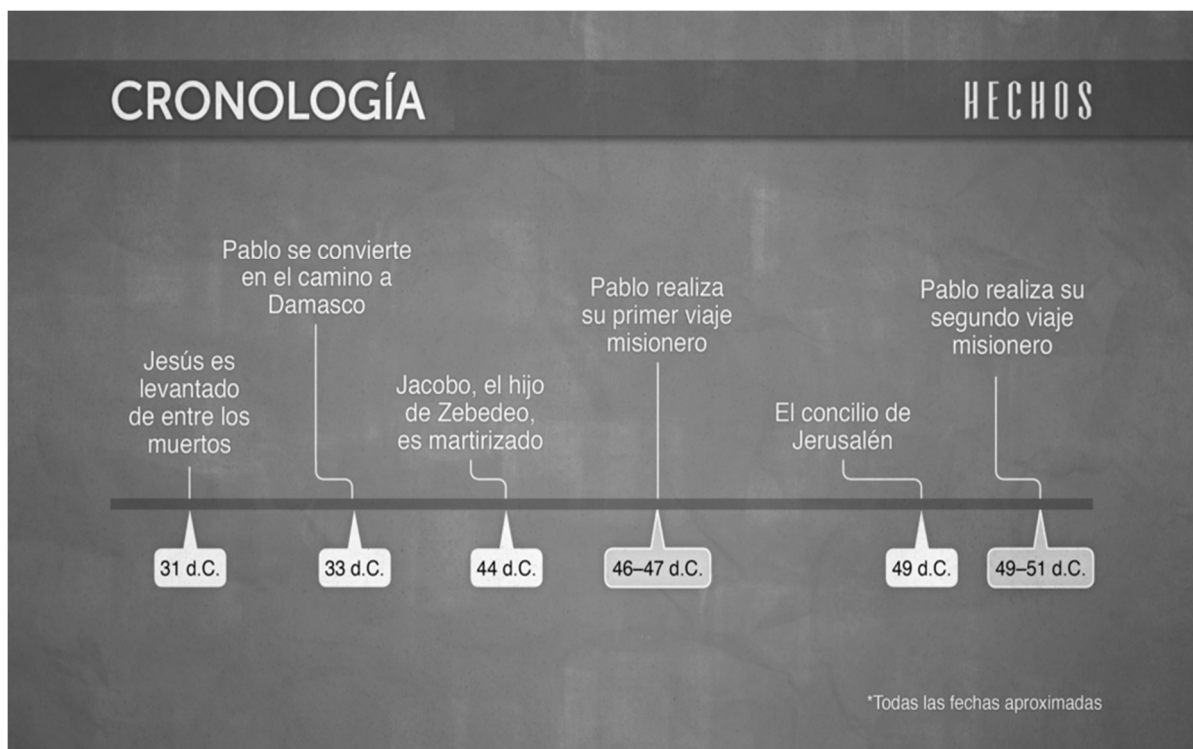 CRONOLOGÍA
HECHOS
Jesús es
levantado
de entre los
muertos
31 d.C.
Pablo se convierte
en el camino a
Damasco
33 d.C.
Jacobo, el hijo
de Zebedeo,
es martirizado
44 d.C.
Pablo realiza
su primer viaje
misionero
46–47 d.C.
El concilio de
Jerusalén
49 d.C.
Pablo realiza su
segundo viaje
misionero
49–51 d.C.
*Todas las fechas aproximadas